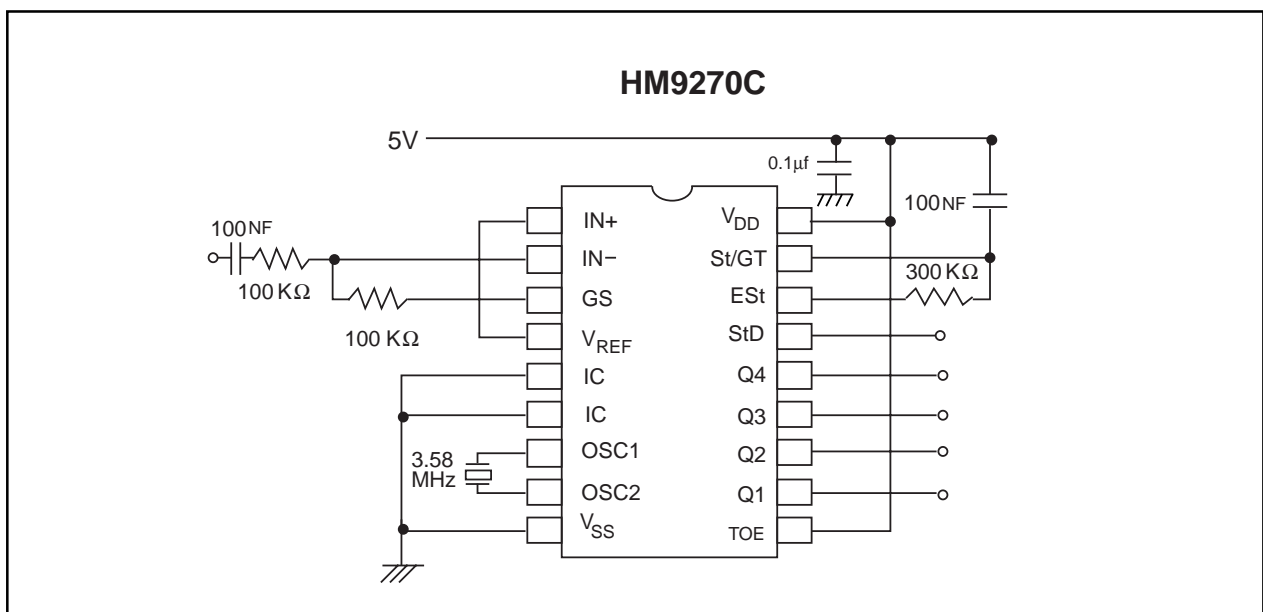 HM9270C
5V
0.1μf
100NF
100NF
100 KΩ
100 KΩ
IN+
IN−
GS
VREF
IC
IC
OSC1
OSC2
VSS
3.58
MHz
VDD
St/GT
ESt
StD
Q4
Q3
Q2
Q1
TOE
300 KΩ